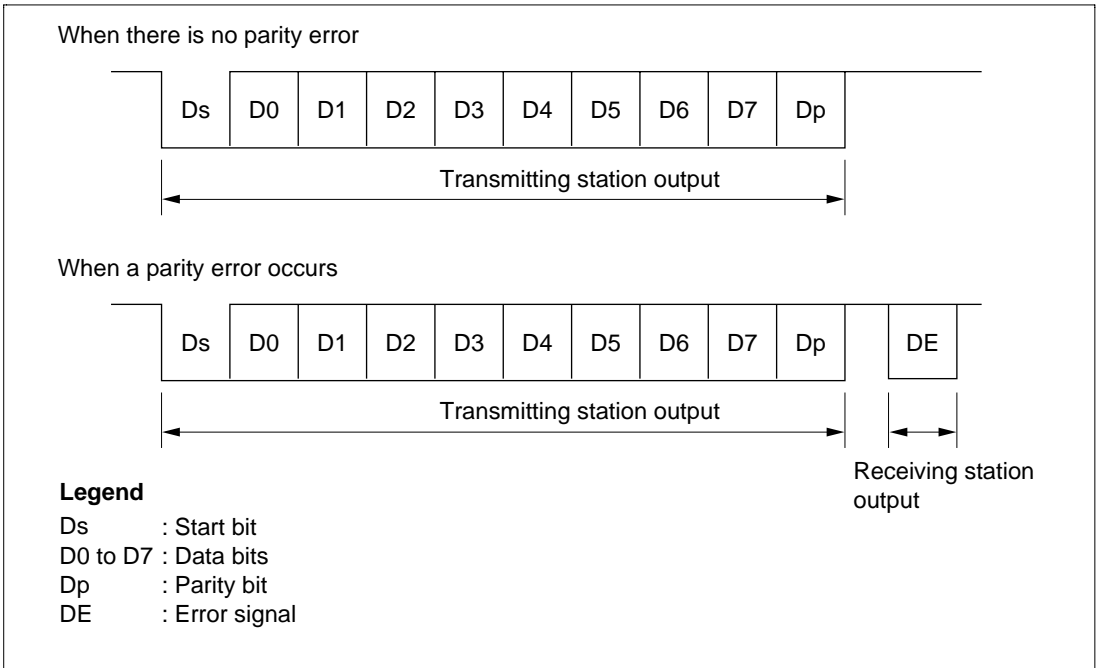 When there is no parity error
Ds D0 D1 D2 D3 D4 D5 D6 D7 Dp
Transmitting station output
When a parity error occurs
Ds D0 D1 D2 D3 D4 D5 D6 D7 Dp DE
Transmitting station output
Receiving station
output
Legend
Ds : Start bit
D0 to D7 : Data bits
Dp : Parity bit
DE : Error signal